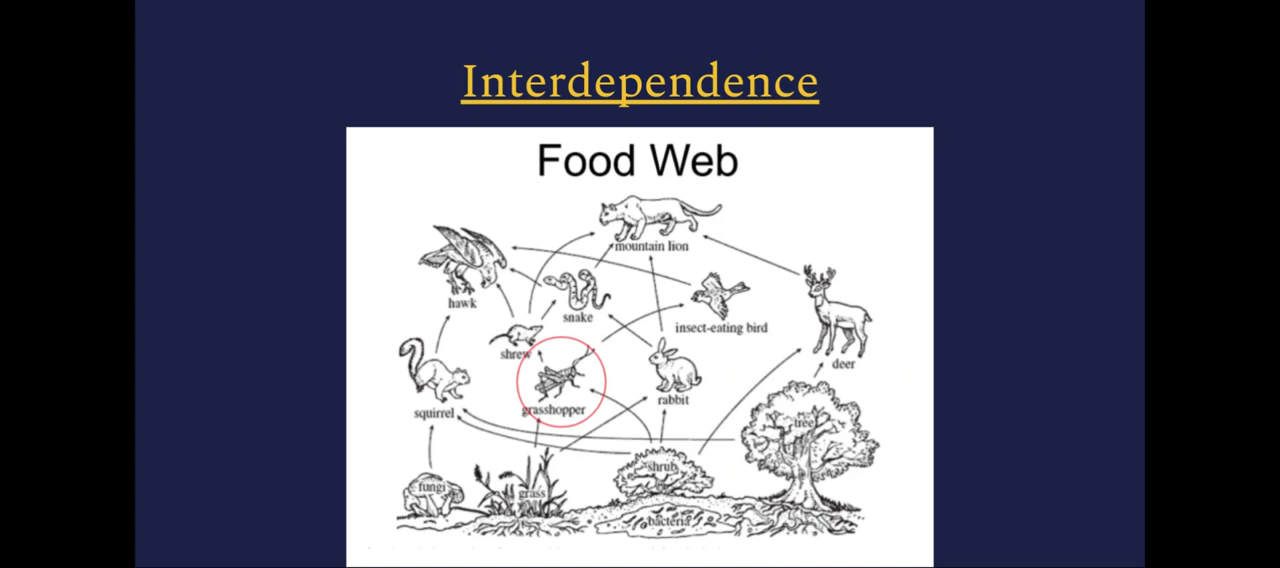 Interdependence
Food Web
mountain lion
hawk
snake
insect-eating bird
shrew
deer
rabbit
grasshopper
squirrel
tree
shrub
fungi
grass
bacteria